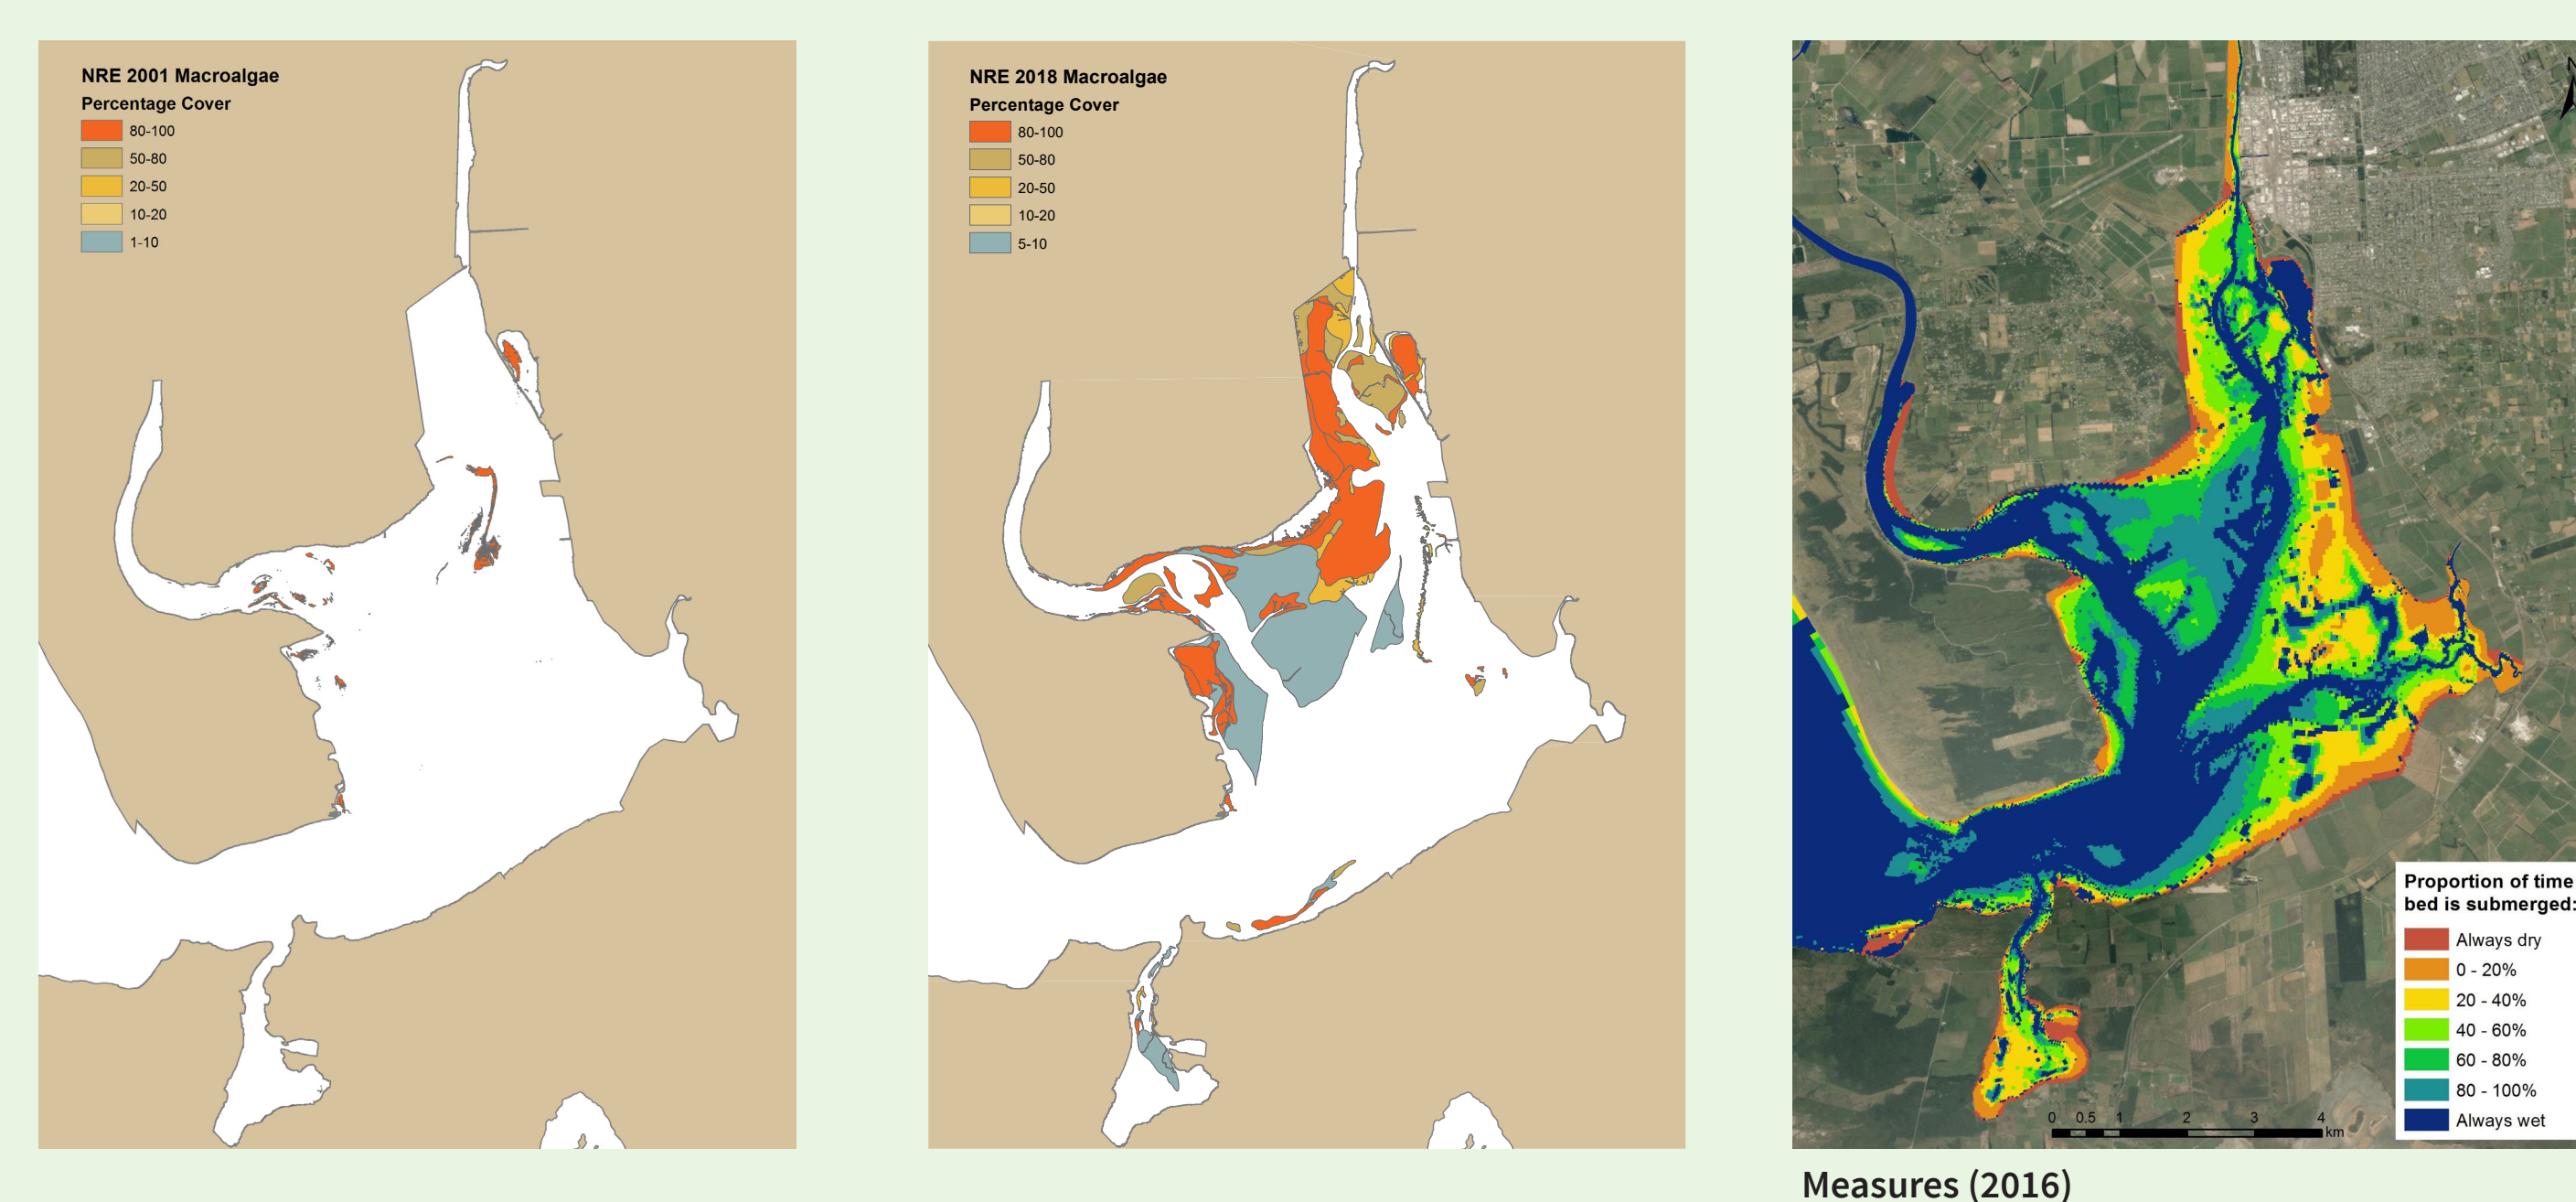 NRE 2001 Macroalgae
Percentage Cover
80-100
50-80
20-50
10-20
1-10
NRE 2018 Macroalgae
Percentage Cover
80-100
50-80
20-50
10-20
5-10
N
Proportion of time
bed is submerged:
Always dry
0 - 20%
20 - 40%
40 - 60%
60 - 80%
80 - 100%
Always wet
0 0.5 1 2 3 4
km
Measures (2016)